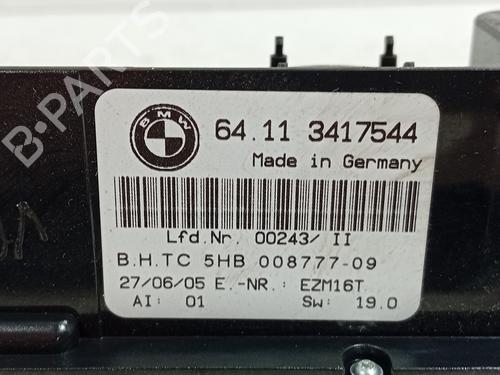 B-PARTS
BMW
64.11 3417544
Made in Germany
Lfd.Nr. 00243/ II
B.H.TC 5HB 008777-09
27/06/05 E.-NR.: EZM16T
AI: 01 Sw: 19.0